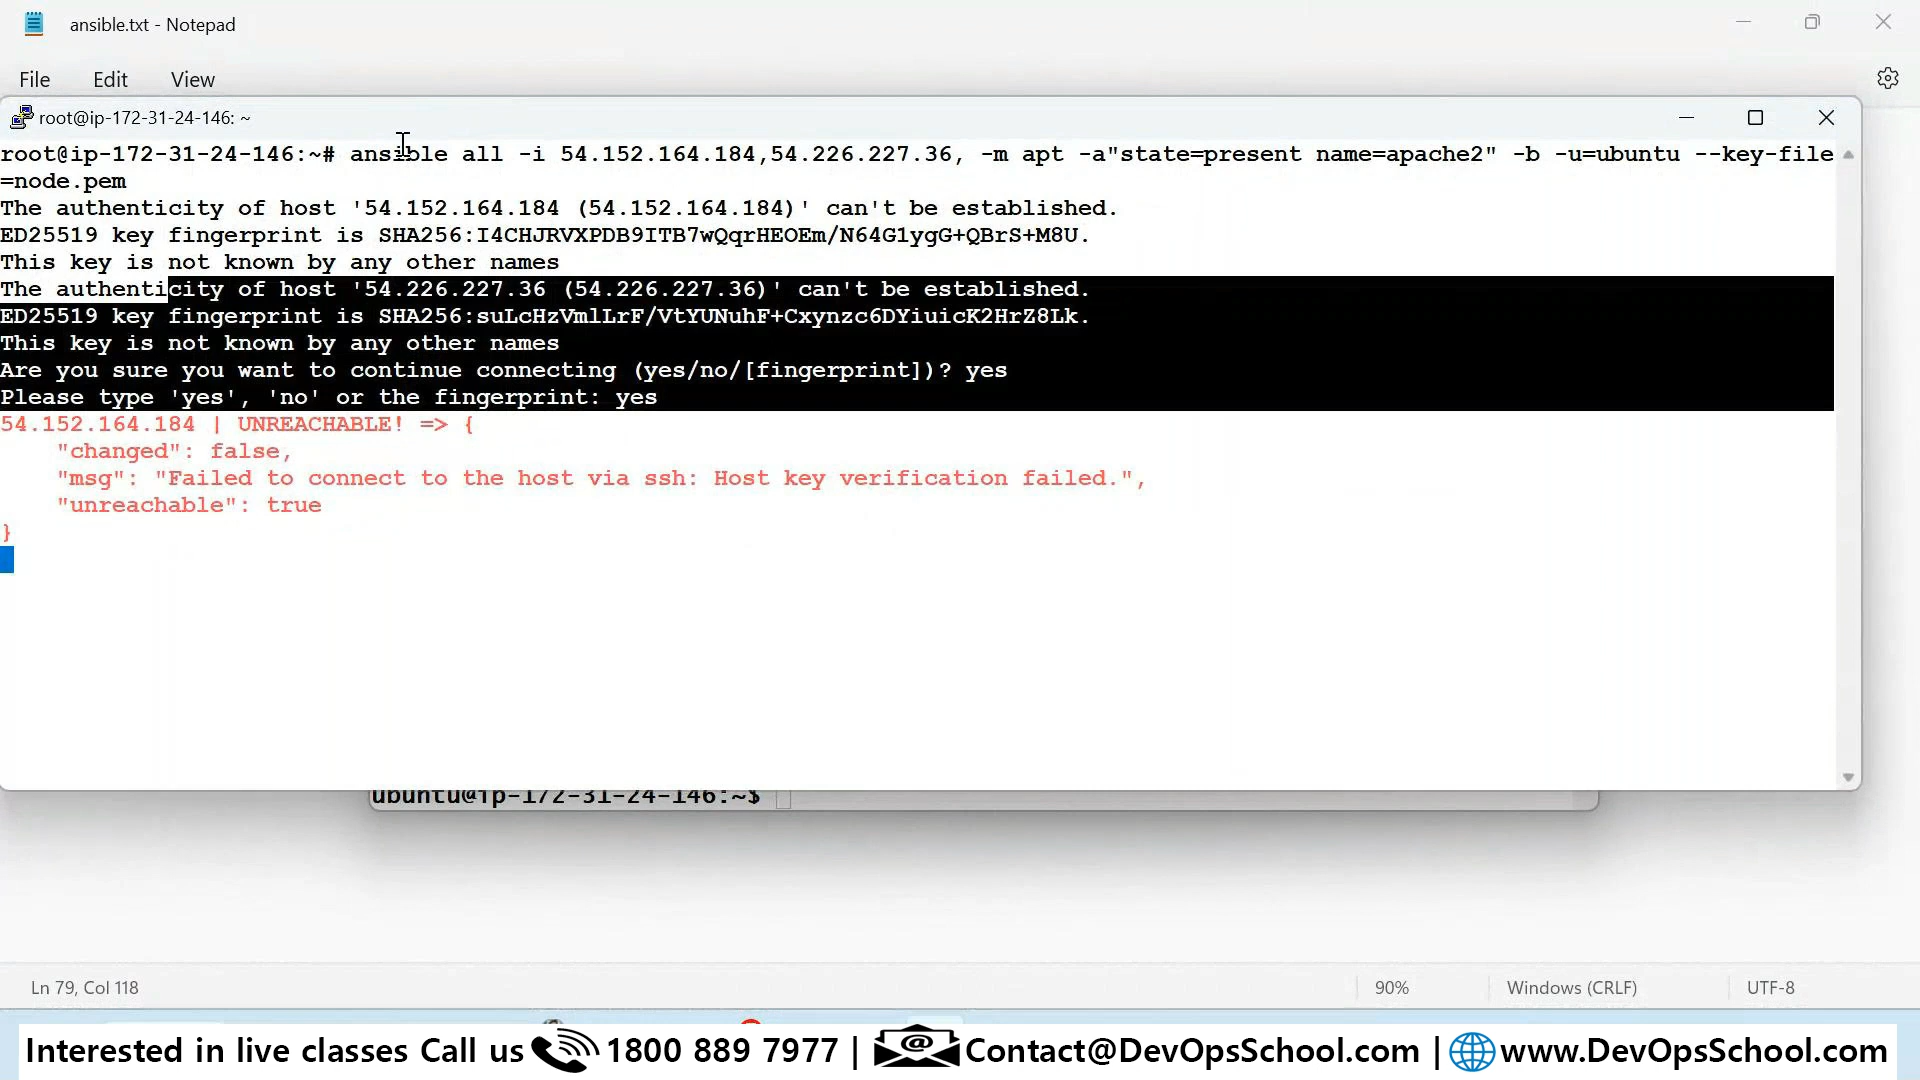 ansible.txt - Notepad
File Edit View
root@ip-172-31-24-146: ~
root@ip-172-31-24-146:~# ansible all -i 54.152.164.184,54.226.227.36, -m apt -a"state=present name=apache2" -b -u=ubuntu --key-file
=node.pem
The authenticity of host '54.152.164.184 (54.152.164.184)' can't be established.
ED25519 key fingerprint is SHA256:I4CHJRVXPDB9ITB7wQqrHEOEm/N64G1ygG+QBrS+M8U.
This key is not known by any other names
The authenticity of host '54.226.227.36 (54.226.227.36)' can't be established.
ED25519 key fingerprint is SHA256:suLcHzVmlLrF/VtYUNuhF+Cxynzc6DYiuicK2HrZ8Lk.
This key is not known by any other names
Are you sure you want to continue connecting (yes/no/[fingerprint])? yes
Please type 'yes', 'no' or the fingerprint: yes
54.152.164.184 | UNREACHABLE! => {
    "changed": false,
    "msg": "Failed to connect to the host via ssh: Host key verification failed.",
    "unreachable": true
}
ubuntu@ip-172-31-24-146:~$
Ln 79, Col 118 90% Windows (CRLF) UTF-8
Interested in live classes Call us 1800 889 7977 | Contact@DevOpsSchool.com | www.DevOpsSchool.com